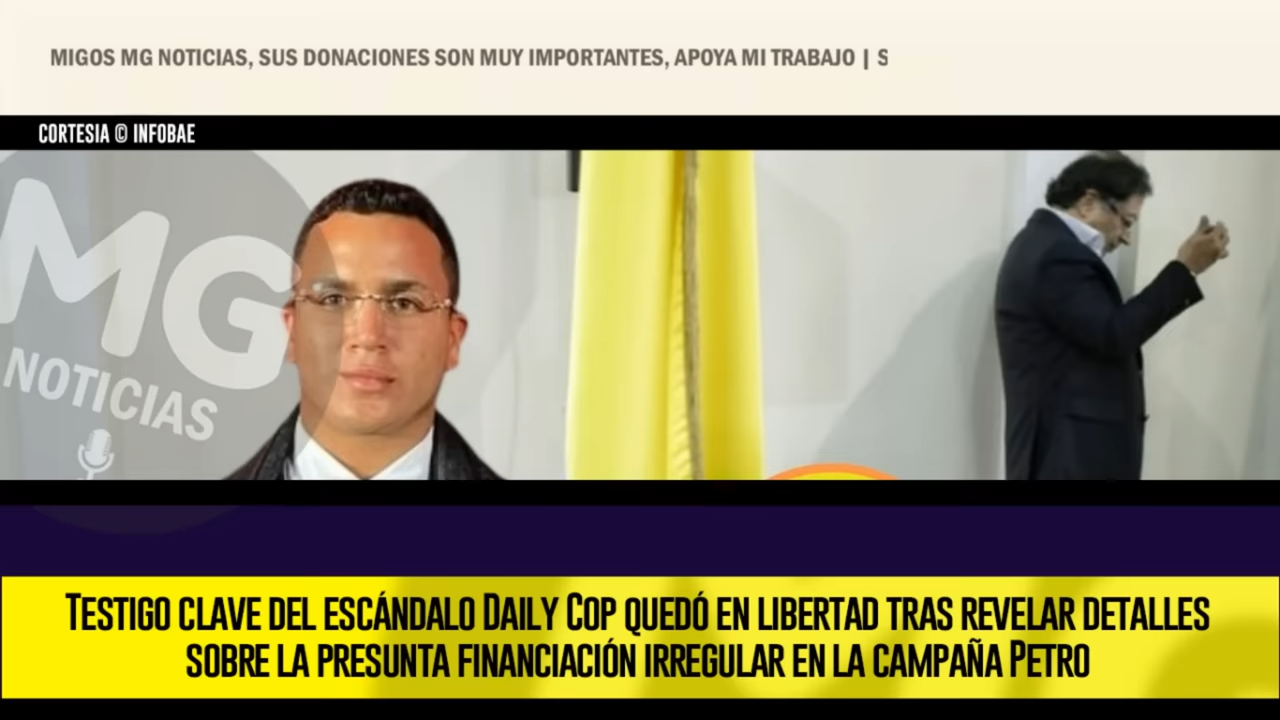 MIGOS MG NOTICIAS, SUS DONACIONES SON MUY IMPORTANTES, APOYA MI TRABAJO | S
CORTESIA © INFOBAE
MG
NOTICIAS
TESTIGO CLAVE DEL ESCÁNDALO DAILY COP QUEDÓ EN LIBERTAD TRAS REVELAR DETALLES
SOBRE LA PRESUNTA FINANCIACIÓN IRREGULAR EN LA CAMPAÑA PETRO